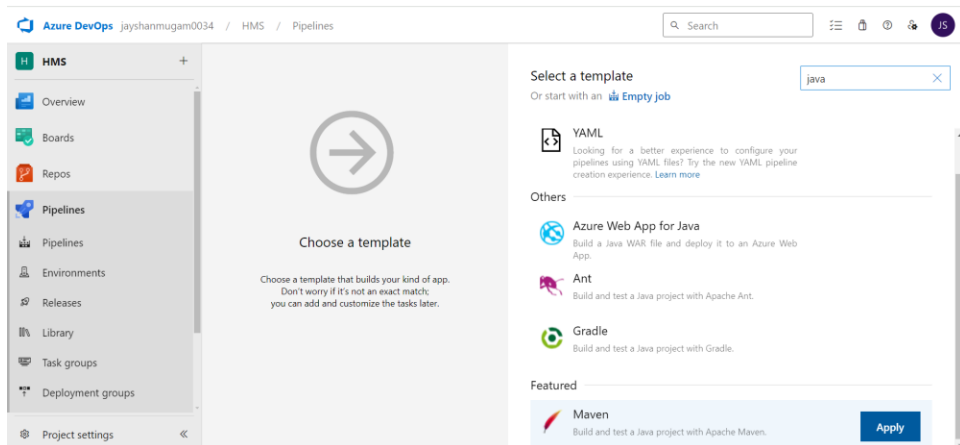 Azure DevOps jayshanmugam0034 / HMS / Pipelines
Search
JS
H HMS +
Overview
Boards
Repos
Pipelines
Pipelines
Environments
Releases
Library
Task groups
Deployment groups
Project settings
Choose a template
Choose a template that builds your kind of app.
Don't worry if it's not an exact match;
you can add and customize the tasks later.
Select a template
Or start with an Empty job
java
YAML
Looking for a better experience to configure your
pipelines using YAML files? Try the new YAML pipeline
creation experience. Learn more
Others
Azure Web App for Java
Build a Java WAR file and deploy it to an Azure Web
App.
Ant
Build and test a Java project with Apache Ant.
Gradle
Build and test a Java project with Gradle.
Featured
Maven
Build and test a Java project with Apache Maven.
Apply